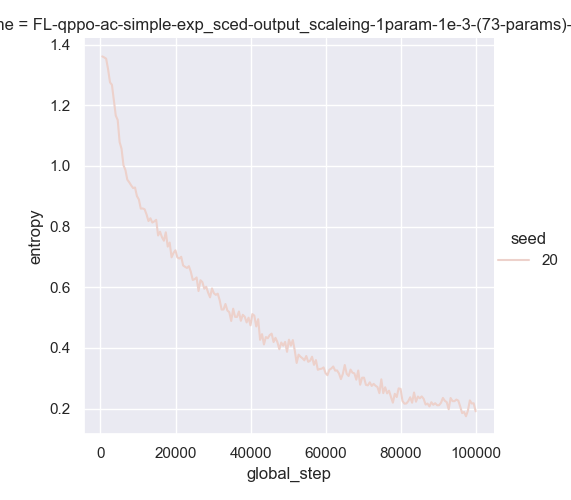 ne = FL-qppo-ac-simple-exp_sced-output_scaleing-1param-1e-3-(73-params)-
1.4
1.2
1.0
0.8
0.6
0.4
0.2
entropy
0 20000 40000 60000 80000 100000
global_step
seed
20